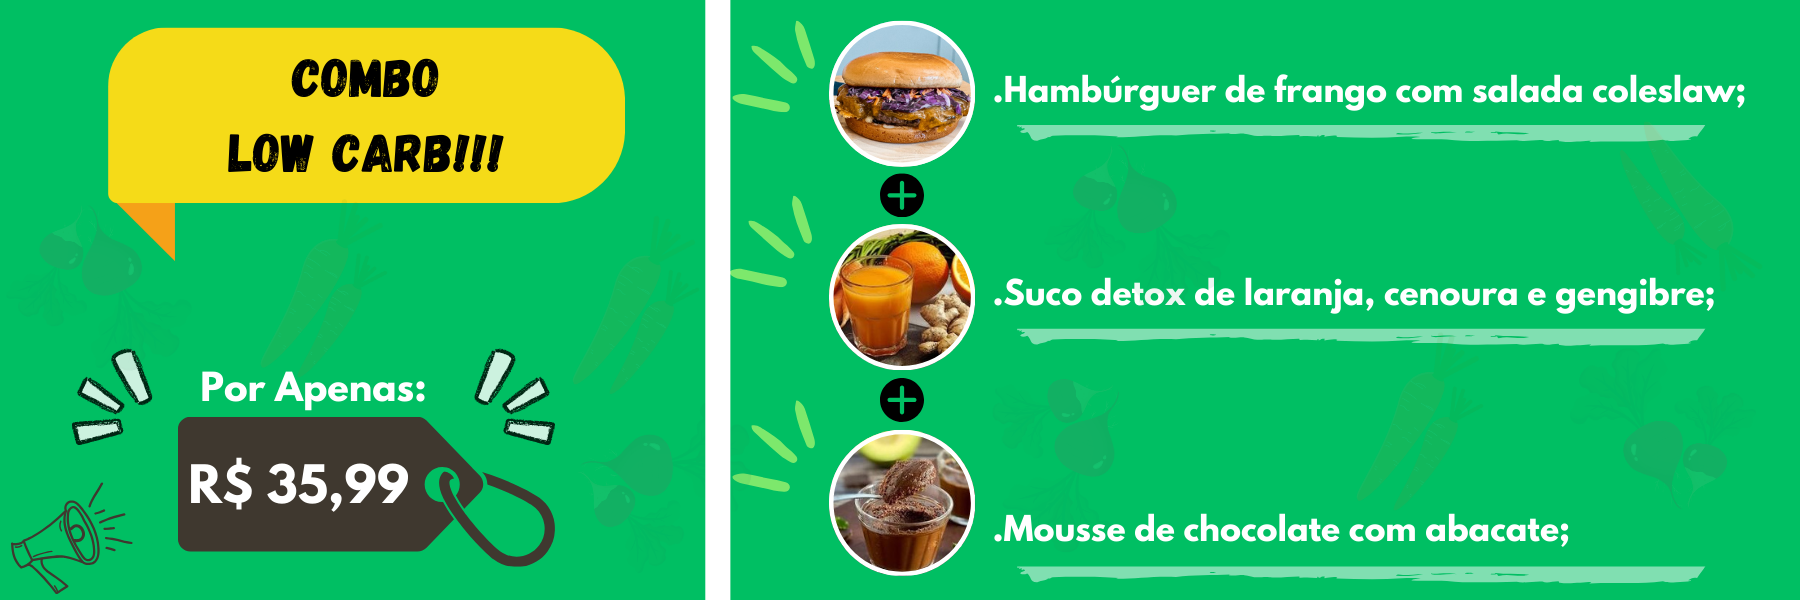 COMBO
LOW CARB!!!
Por Apenas:
R$ 35,99
.Hambúrguer de frango com salada coleslaw;
.Suco detox de laranja, cenoura e gengibre;
.Mousse de chocolate com abacate;